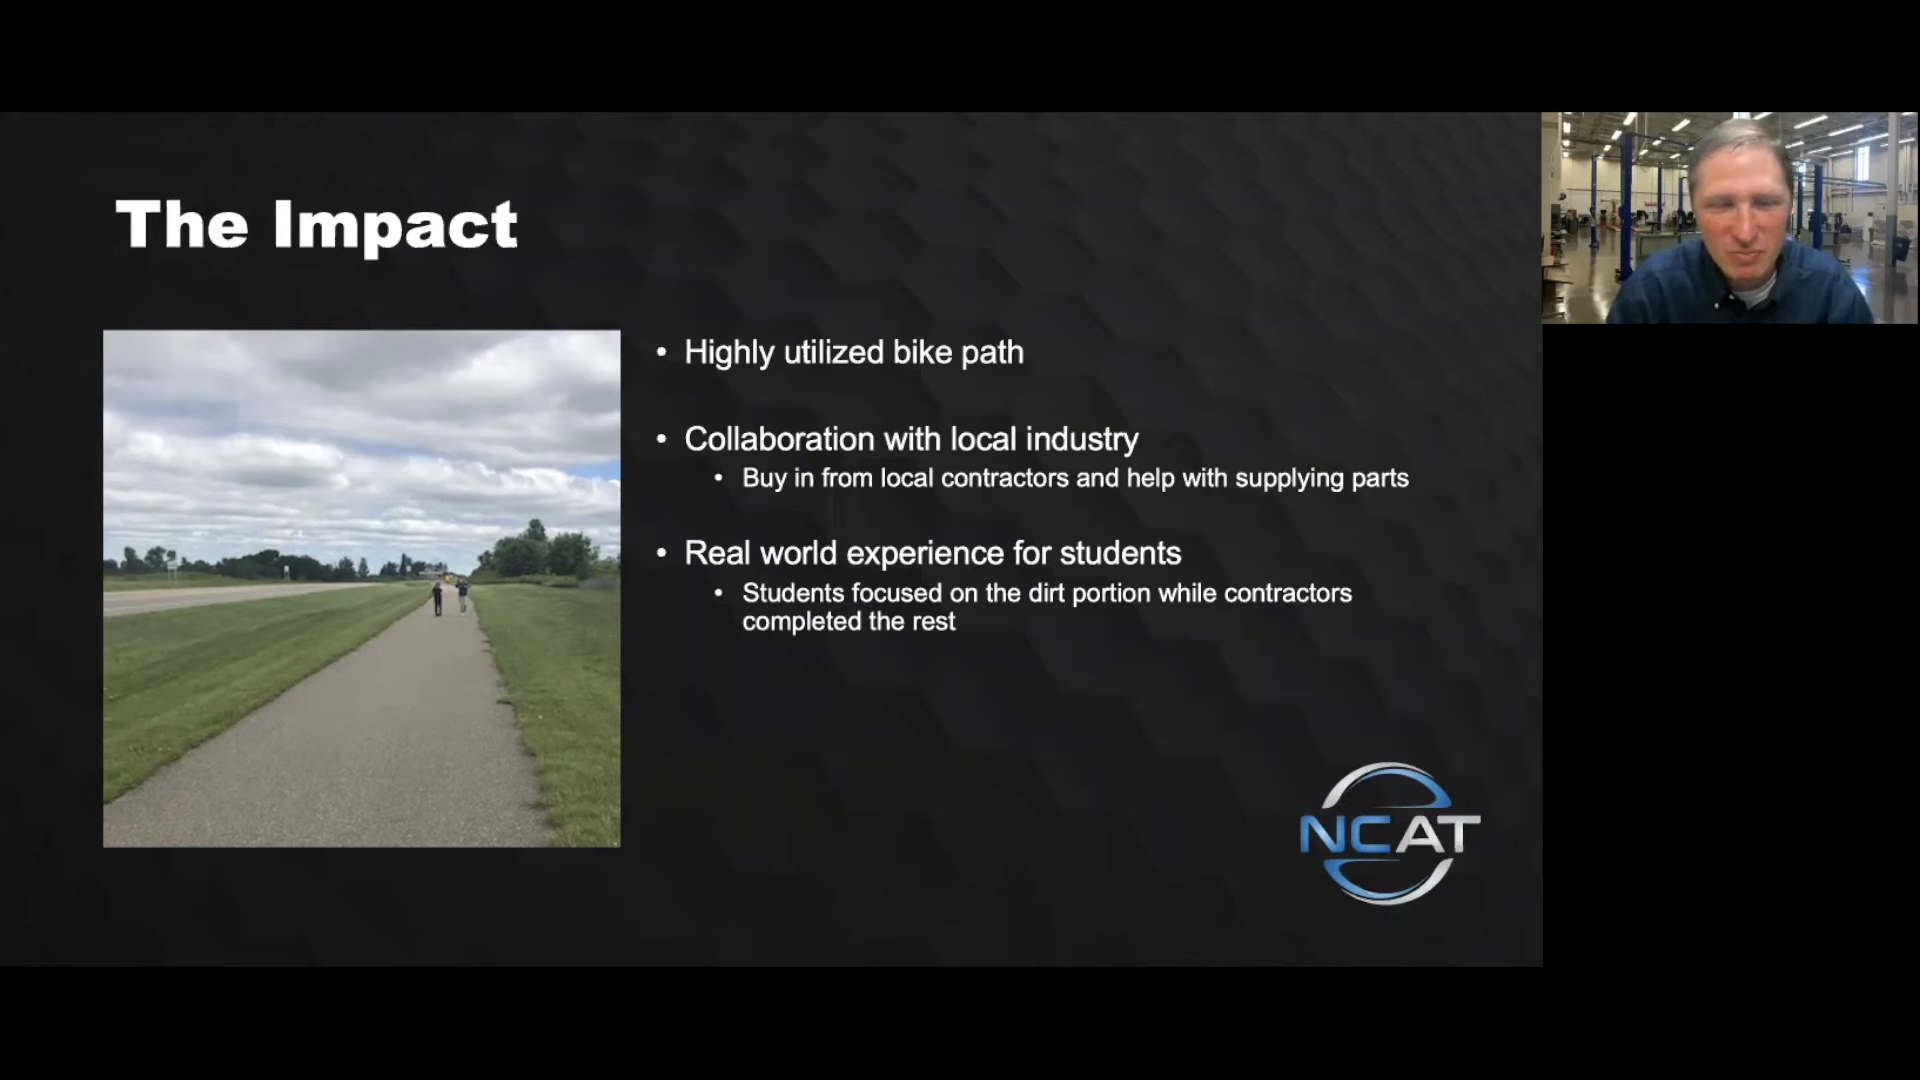 The Impact
• Highly utilized bike path
• Collaboration with local industry
• Buy in from local contractors and help with supplying parts
• Real world experience for students
• Students focused on the dirt portion while contractors
completed the rest
NCAT